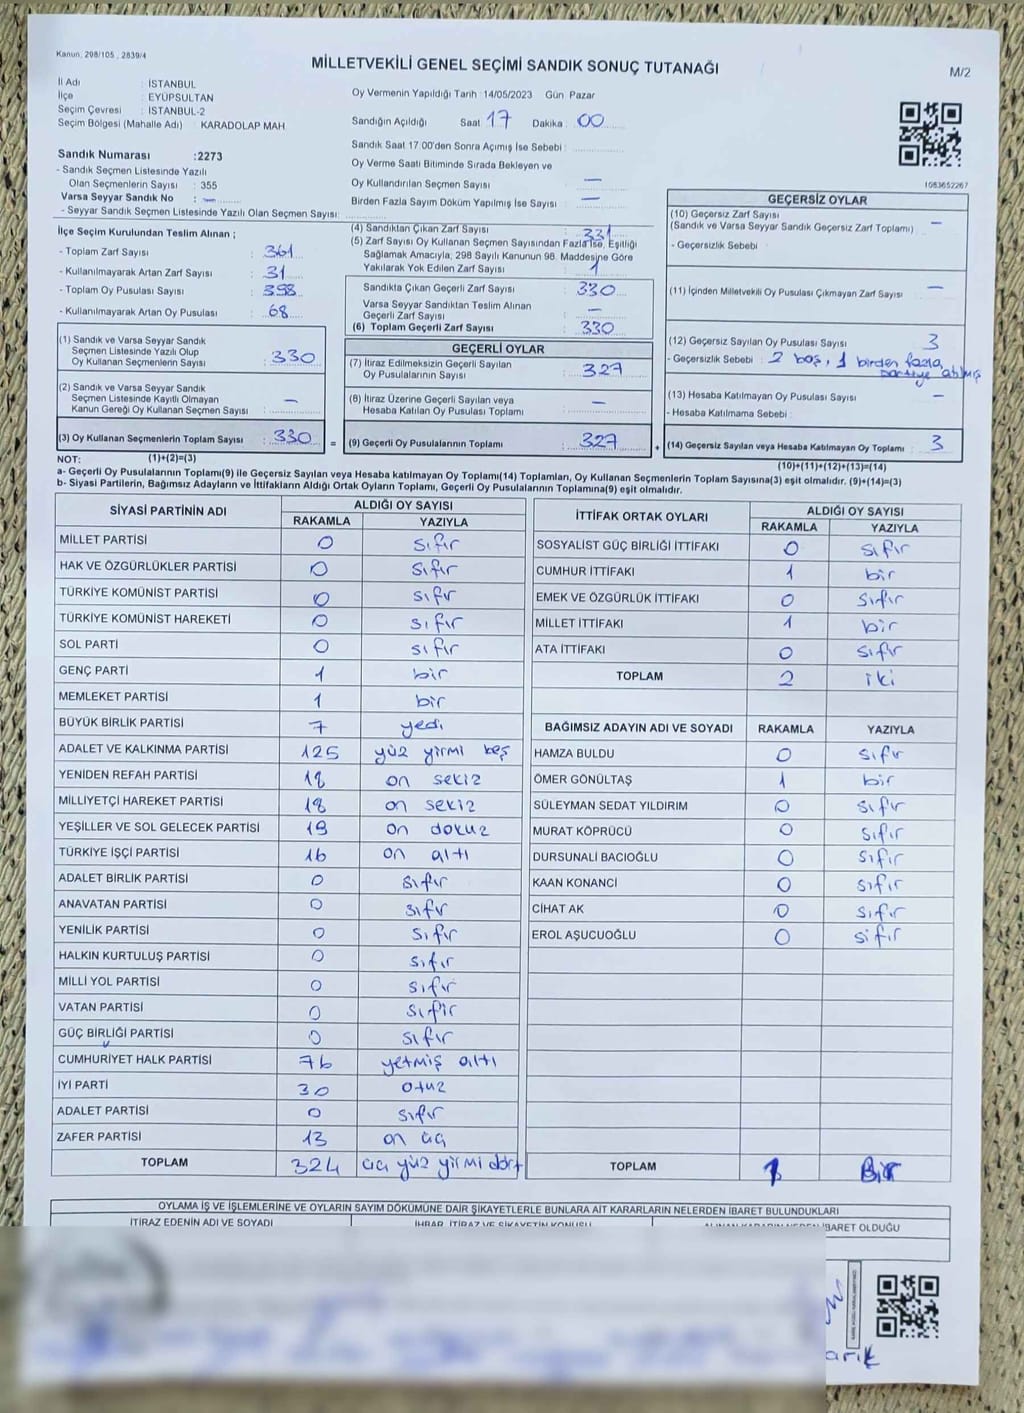 Kanun; 298/105 , 2839/4
MİLLETVEKİLİ GENEL SEÇİMİ SANDIK SONUÇ TUTANAĞI
M/2
İl Adı : İSTANBUL
İlçe : EYÜPSULTAN
Seçim Çevresi : İSTANBUL-2
Seçim Bölgesi (Mahalle Adı) : KARADOLAP MAH
Oy Vermenin Yapıldığı Tarih :14/05/2023 Gün Pazar
Sandığın Açıldığı Saat : 17 Dakika : 00
Sandık Saat 17:00'den Sonra Açımış İse Sebebi :
Oy Verme Saati Bitiminde Sırada Bekleyen ve
Oy Kullandırılan Seçmen Sayısı : —
Birden Fazla Sayım Döküm Yapılmış İse Sayısı : —
Sandık Numarası :2273
- Sandık Seçmen Listesinde Yazılı
Olan Seçmenlerin Sayısı : 355
Varsa Seyyar Sandık No : —
- Seyyar Sandık Seçmen Listesinde Yazılı Olan Seçmen Sayısı:
1083652267
İlçe Seçim Kurulundan Teslim Alınan ;
- Toplam Zarf Sayısı : 361
- Kullanılmayarak Artan Zarf Sayısı : 31
- Toplam Oy Pusulası Sayısı : 398
- Kullanılmayarak Artan Oy Pusulası : 68
(1) Sandık ve Varsa Seyyar Sandık
Seçmen Listesinde Yazılı Olup
Oy Kullanan Seçmenlerin Sayısı : 330
(2) Sandık ve Varsa Seyyar Sandık
Seçmen Listesinde Kayıtlı Olmayan
Kanun Gereği Oy Kullanan Seçmen Sayısı : —
(3) Oy Kullanan Seçmenlerin Toplam Sayısı : 330
(4) Sandıktan Çıkan Zarf Sayısı : 331
(5) Zarf Sayısı Oy Kullanan Seçmen Sayısından Fazla İse, Eşitliği
Sağlamak Amacıyla, 298 Sayılı Kanunun 98. Maddesine Göre
Yakılarak Yok Edilen Zarf Sayısı : 1
Sandıkta Çıkan Geçerli Zarf Sayısı : 330
Varsa Seyyar Sandıktan Teslim Alınan
Geçerli Zarf Sayısı : —
(6) Toplam Geçerli Zarf Sayısı : 330
GEÇERLİ OYLAR
(7) İtiraz Edilmeksizin Geçerli Sayılan
Oy Pusulalarının Sayısı : 327
(8) İtiraz Üzerine Geçerli Sayılan veya
Hesaba Katılan Oy Pusulası Toplamı : —
= (9) Geçerli Oy Pusulalarının Toplamı : 327
GEÇERSİZ OYLAR
(10) Geçersiz Zarf Sayısı
(Sandık ve Varsa Seyyar Sandık Geçersiz Zarf Toplamı) : —
- Geçersizlik Sebebi :
(11) İçinden Milletvekili Oy Pusulası Çıkmayan Zarf Sayısı : —
(12) Geçersiz Sayılan Oy Pusulası Sayısı : 3
- Geçersizlik Sebebi : 2 boş, 1 birden fazla
partiye atılmış
(13) Hesaba Katılmayan Oy Pusulası Sayısı : —
- Hesaba Katılmama Sebebi :
+ (14) Geçersiz Sayılan veya Hesaba Katılmayan Oy Toplamı : 3
NOT: (1)+(2)=(3)
(10)+(11)+(12)+(13)=(14)
a- Geçerli Oy Pusulalarının Toplamı(9) ile Geçersiz Sayılan veya Hesaba katılmayan Oy Toplamı(14) Toplamları, Oy Kullanan Seçmenlerin Toplam Sayısına(3) eşit olmalıdır. (9)+(14)=(3)
b- Siyasi Partilerin, Bağımsız Adayların ve İttifakların Aldığı Ortak Oyların Toplamı, Geçerli Oy Pusulalarının Toplamına(9) eşit olmalıdır.
SİYASİ PARTİNİN ADI ALDIĞI OY SAYISI
RAKAMLA YAZIYLA
MİLLET PARTİSİ 0 sıfır
HAK VE ÖZGÜRLÜKLER PARTİSİ 0 sıfır
TÜRKİYE KOMÜNİST PARTİSİ 0 sıfır
TÜRKİYE KOMÜNİST HAREKETİ 0 sıfır
SOL PARTİ 0 sıfır
GENÇ PARTİ 1 bir
MEMLEKET PARTİSİ 1 bir
BÜYÜK BİRLİK PARTİSİ 7 yedi
ADALET VE KALKINMA PARTİSİ 125 yüz yirmi beş
YENİDEN REFAH PARTİSİ 18 on sekiz
MİLLİYETÇİ HAREKET PARTİSİ 18 on sekiz
YEŞİLLER VE SOL GELECEK PARTİSİ 19 on dokuz
TÜRKİYE İŞÇİ PARTİSİ 16 on altı
ADALET BİRLİK PARTİSİ 0 sıfır
ANAVATAN PARTİSİ 0 sıfır
YENİLİK PARTİSİ 0 sıfır
HALKIN KURTULUŞ PARTİSİ 0 sıfır
MİLLİ YOL PARTİSİ 0 sıfır
VATAN PARTİSİ 0 sıfır
GÜÇ BİRLİĞİ PARTİSİ 0 sıfır
CUMHURİYET HALK PARTİSİ 76 yetmiş altı
İYİ PARTİ 30 otuz
ADALET PARTİSİ 0 sıfır
ZAFER PARTİSİ 13 on üç
TOPLAM 324 üç yüz yirmi dört
İTTİFAK ORTAK OYLARI ALDIĞI OY SAYISI
RAKAMLA YAZIYLA
SOSYALİST GÜÇ BİRLİĞİ İTTİFAKI 0 sıfır
CUMHUR İTTİFAKI 1 bir
EMEK VE ÖZGÜRLÜK İTTİFAKI 0 sıfır
MİLLET İTTİFAKI 1 bir
ATA İTTİFAKI 0 sıfır
TOPLAM 2 iki
BAĞIMSIZ ADAYIN ADI VE SOYADI RAKAMLA YAZIYLA
HAMZA BULDU 0 sıfır
ÖMER GÖNÜLTAŞ 1 bir
SÜLEYMAN SEDAT YILDIRIM 0 sıfır
MURAT KÖPRÜCÜ 0 sıfır
DURSUNALİ BACIOĞLU 0 sıfır
KAAN KONANCİ 0 sıfır
CİHAT AK 0 sıfır
EROL AŞUCUOĞLU 0 sıfır
TOPLAM 1 Bir
OYLAMA İŞ VE İŞLEMLERİNE VE OYLARIN SAYIM DÖKÜMÜNE DAİR ŞİKAYETLERLE BUNLARA AİT KARARLARIN NELERDEN İBARET BULUNDUKLARI
İTİRAZ EDENİN ADI VE SOYADI İHBAR, İTİRAZ VE ŞİKAYETİN KONUSU ALINAN KARARIN NEDEN İBARET OLDUĞU